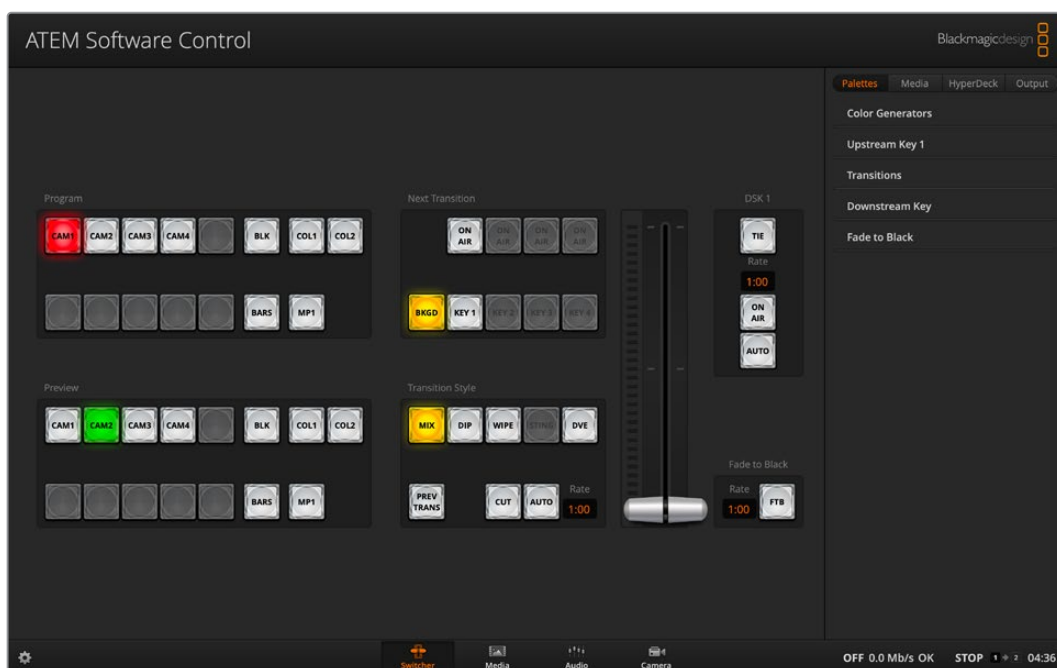 ATEM Software Control
Blackmagicdesign
Palettes Media HyperDeck Output
Color Generators
Upstream Key 1
Transitions
Downstream Key
Fade to Black
Program
CAM1 CAM2 CAM3 CAM4 BLK COL1 COL2
BARS MP1
Next Transition
ON AIR ON AIR ON AIR ON AIR
BKGD KEY 1 KEY 2 KEY 3 KEY 4
DSK 1
TIE
Rate
1:00
ON AIR
AUTO
Preview
CAM1 CAM2 CAM3 CAM4 BLK COL1 COL2
BARS MP1
Transition Style
MIX DIP WIPE STING DVE
PREV TRANS CUT AUTO Rate 1:00
Fade to Black
Rate
1:00 FTB
Switcher Media Audio Camera
OFF 0.0 Mb/s OK STOP 1 2 04:36